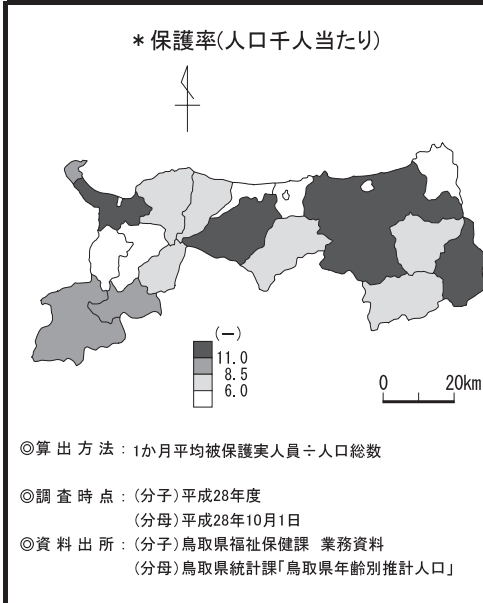 ＊保護率(人口千人当たり)
(－)
11.0
8.5
6.0
0 20km
◎算出方法：1か月平均被保護実人員÷人口総数
◎調査時点：(分子)平成28年度
(分母)平成28年10月1日
◎資料出所：(分子)鳥取県福祉保健課 業務資料
(分母)鳥取県統計課「鳥取県年齢別推計人口」